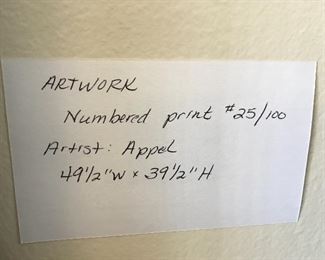 ARTWORK
Numbered print #25/100
Artist: Appel
49½"W x 39½"H